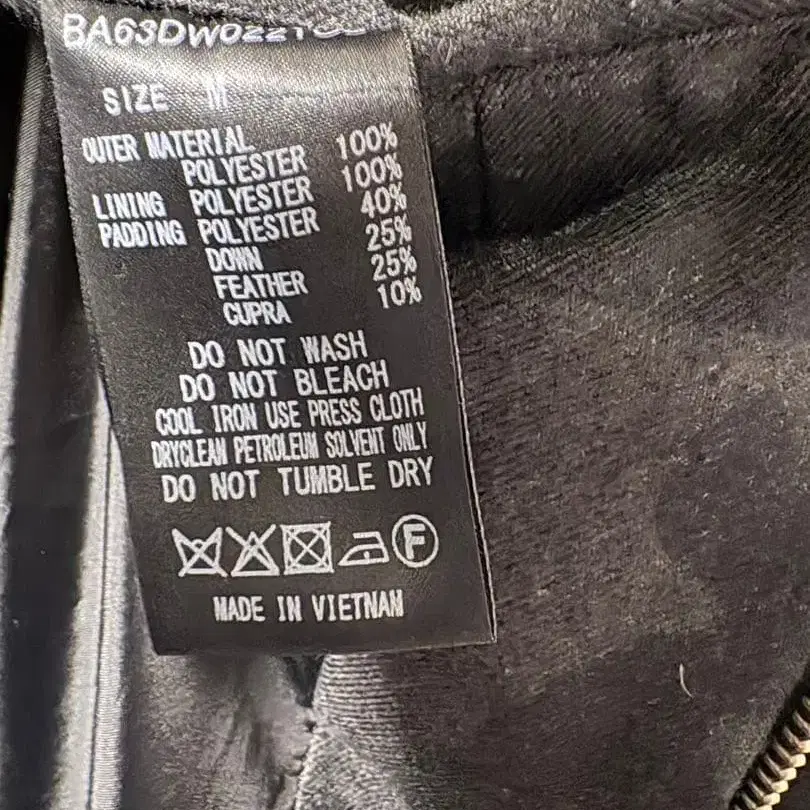 SIZE M
OUTER MATERIAL
POLYESTER 100%
LINING POLYESTER 100%
PADDING POLYESTER 40%
DOWN 25%
FEATHER 25%
CUPRA 10%
DO NOT WASH
DO NOT BLEACH
COOL IRON USE PRESS CLOTH
DRYCLEAN PETROLEUM SOLVENT ONLY
DO NOT TUMBLE DRY
F
MADE IN VIETNAM